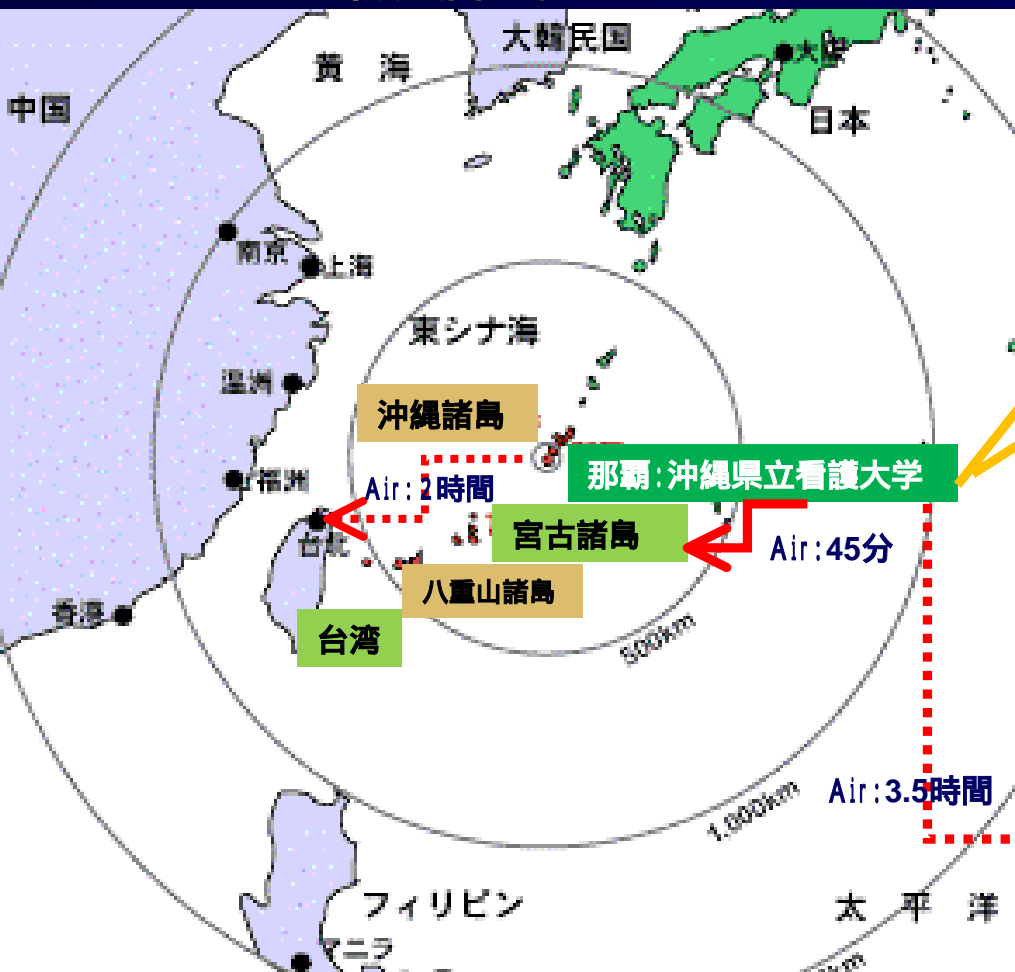 大韓民国
黄 海
大阪
中国
日本
南京
上海
東シナ海
温洲
沖縄諸島
那覇:沖縄県立看護大学
福洲
Air:2時間
宮古諸島
台北
Air:45分
八重山諸島
香港
台湾
500km
Air:3.5時間
1,000km
フィリピン
太 平 洋
マニラ
km